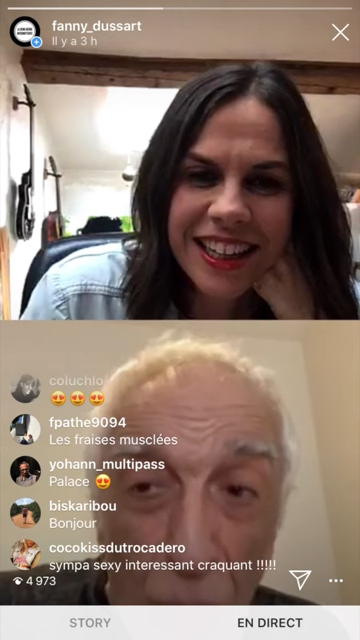 fanny_dussart
Il y a 3 h
coluchio
😍😍😍
fpathe9094
Les fraises musclées
yohann_multipass
Palace 😍
biskaribou
Bonjour
cocokissdutrocadero
sympa sexy interessant craquant !!!!!
4 973
STORY
EN DIRECT